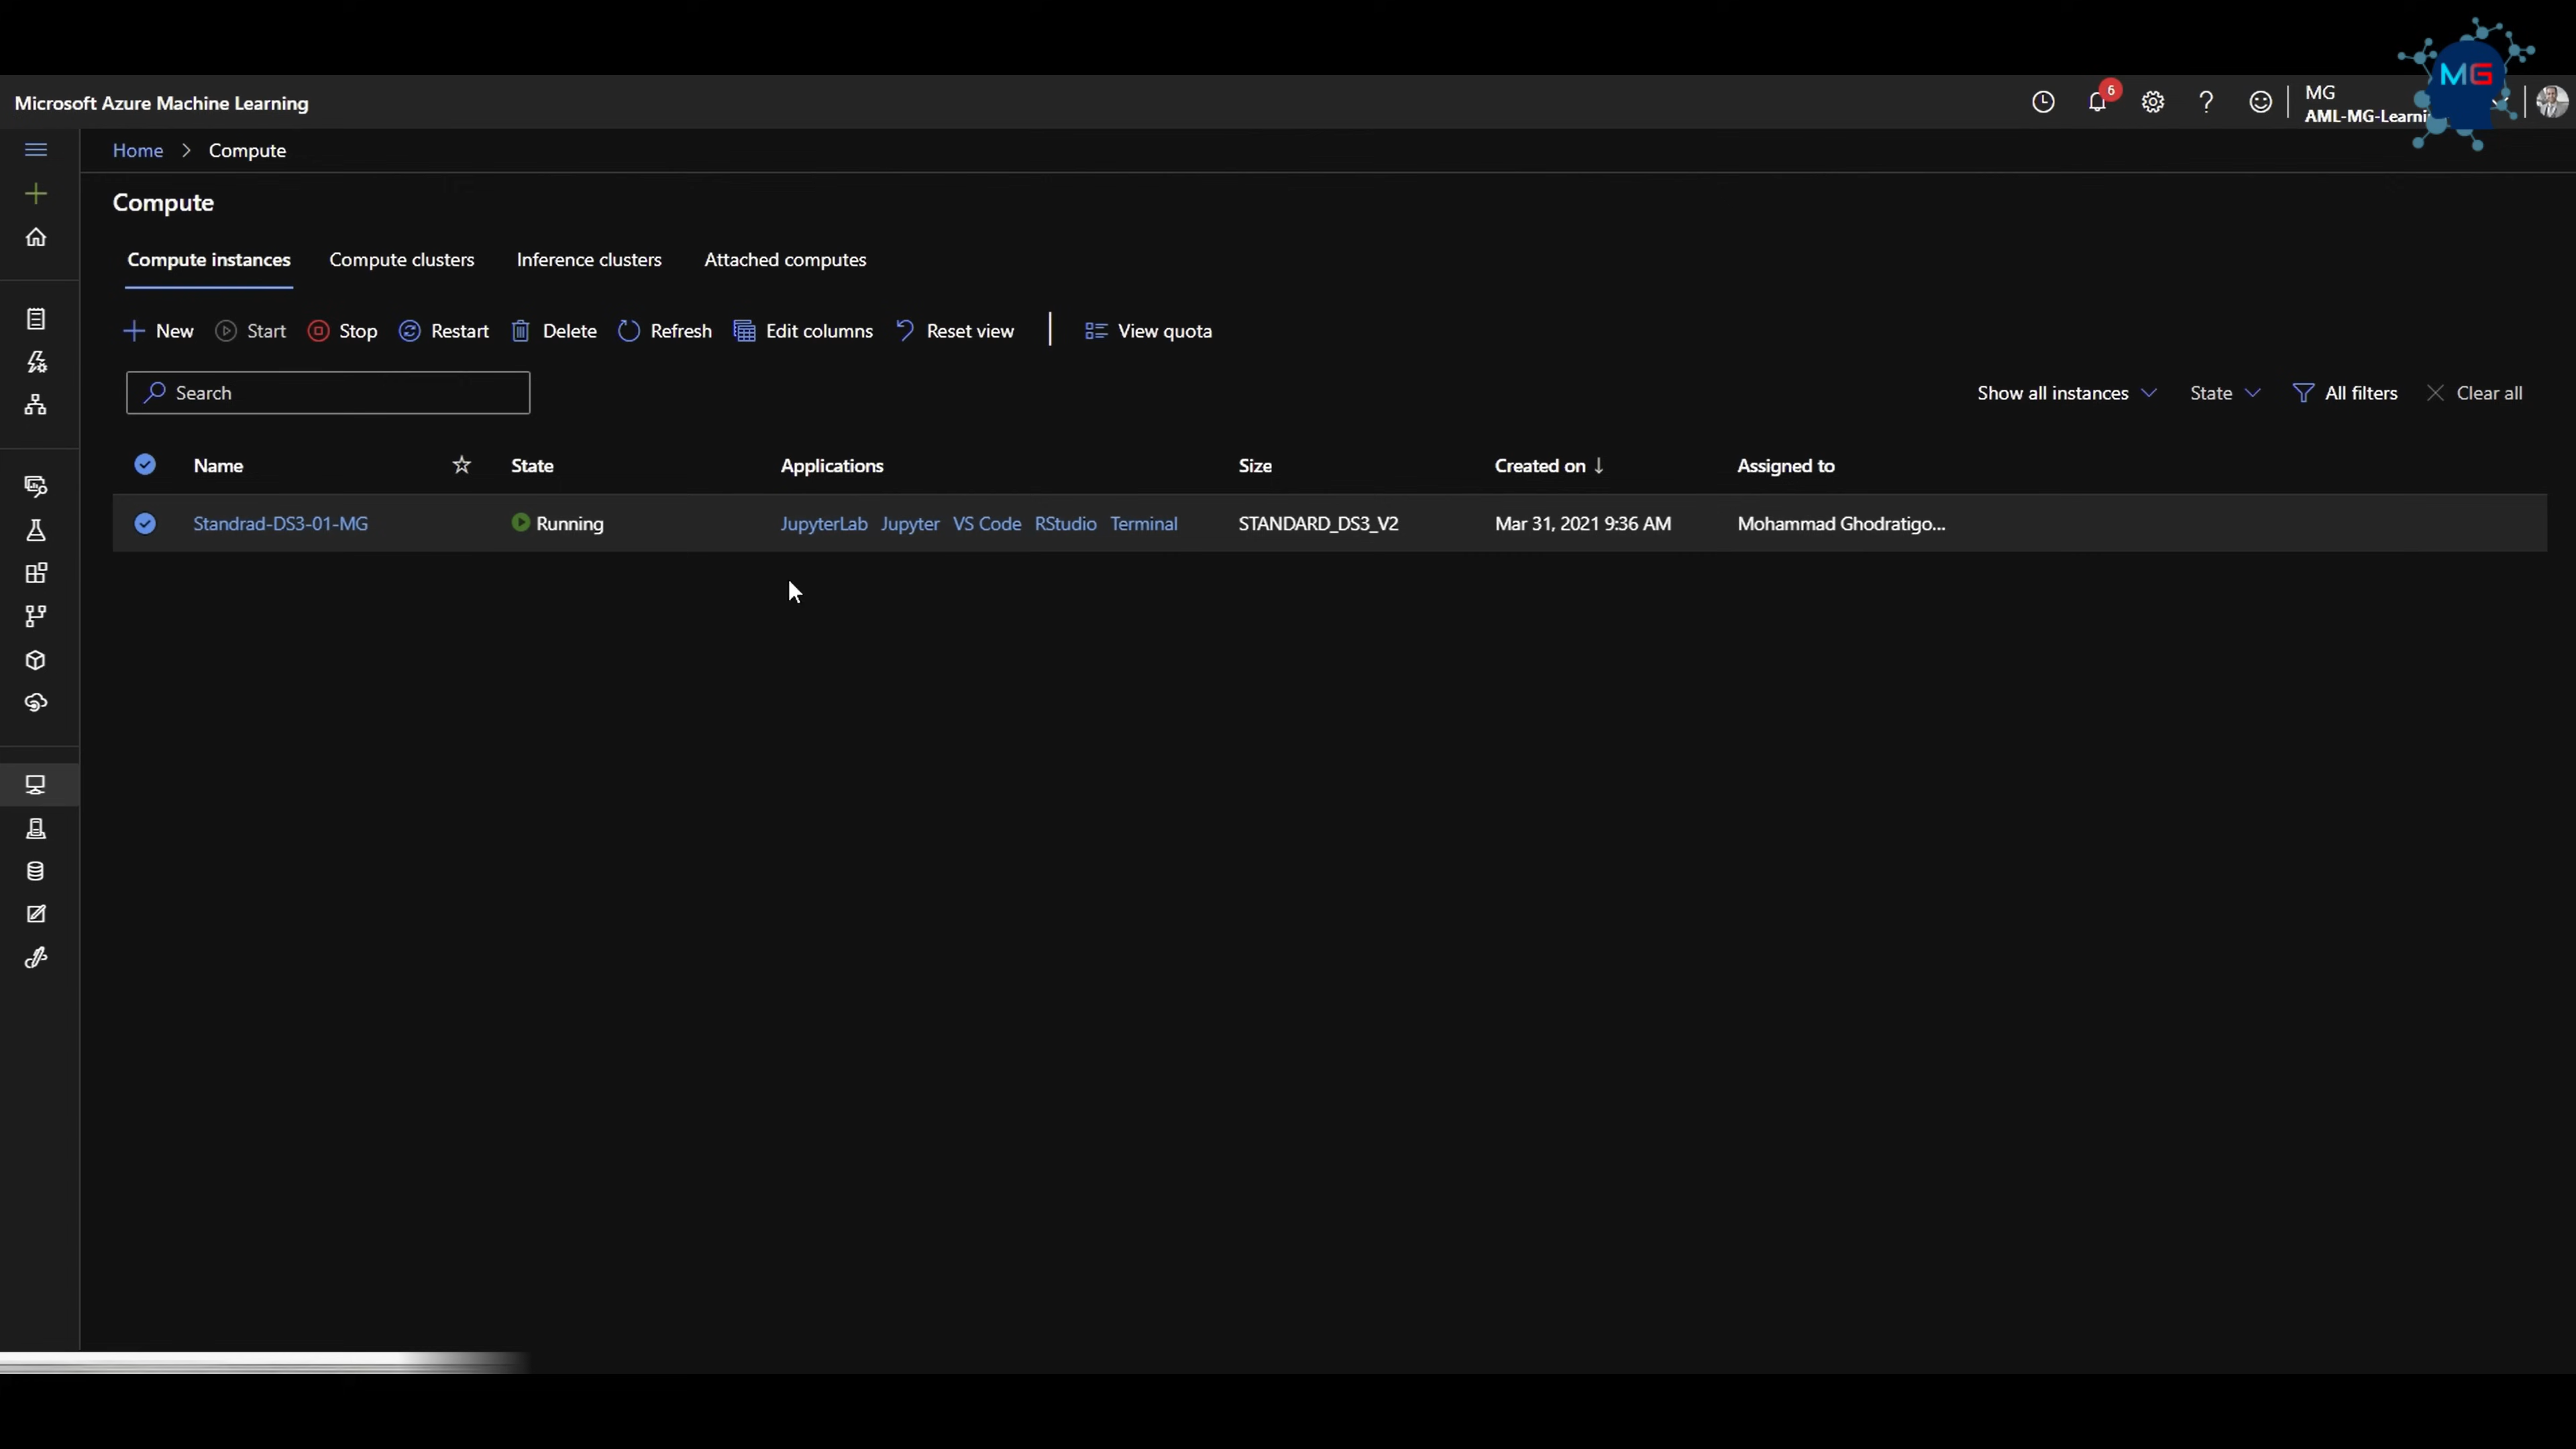 MG
Microsoft Azure Machine Learning
6
MG
AML-MG-Learni
Home > Compute
Compute
Compute instances Compute clusters Inference clusters Attached computes
New Start Stop Restart Delete Refresh Edit columns Reset view View quota
Search Show all instances State All filters Clear all
Name State Applications Size Created on ↓ Assigned to
Standrad-DS3-01-MG Running JupyterLab Jupyter VS Code RStudio Terminal STANDARD_DS3_V2 Mar 31, 2021 9:36 AM Mohammad Ghodratigo...